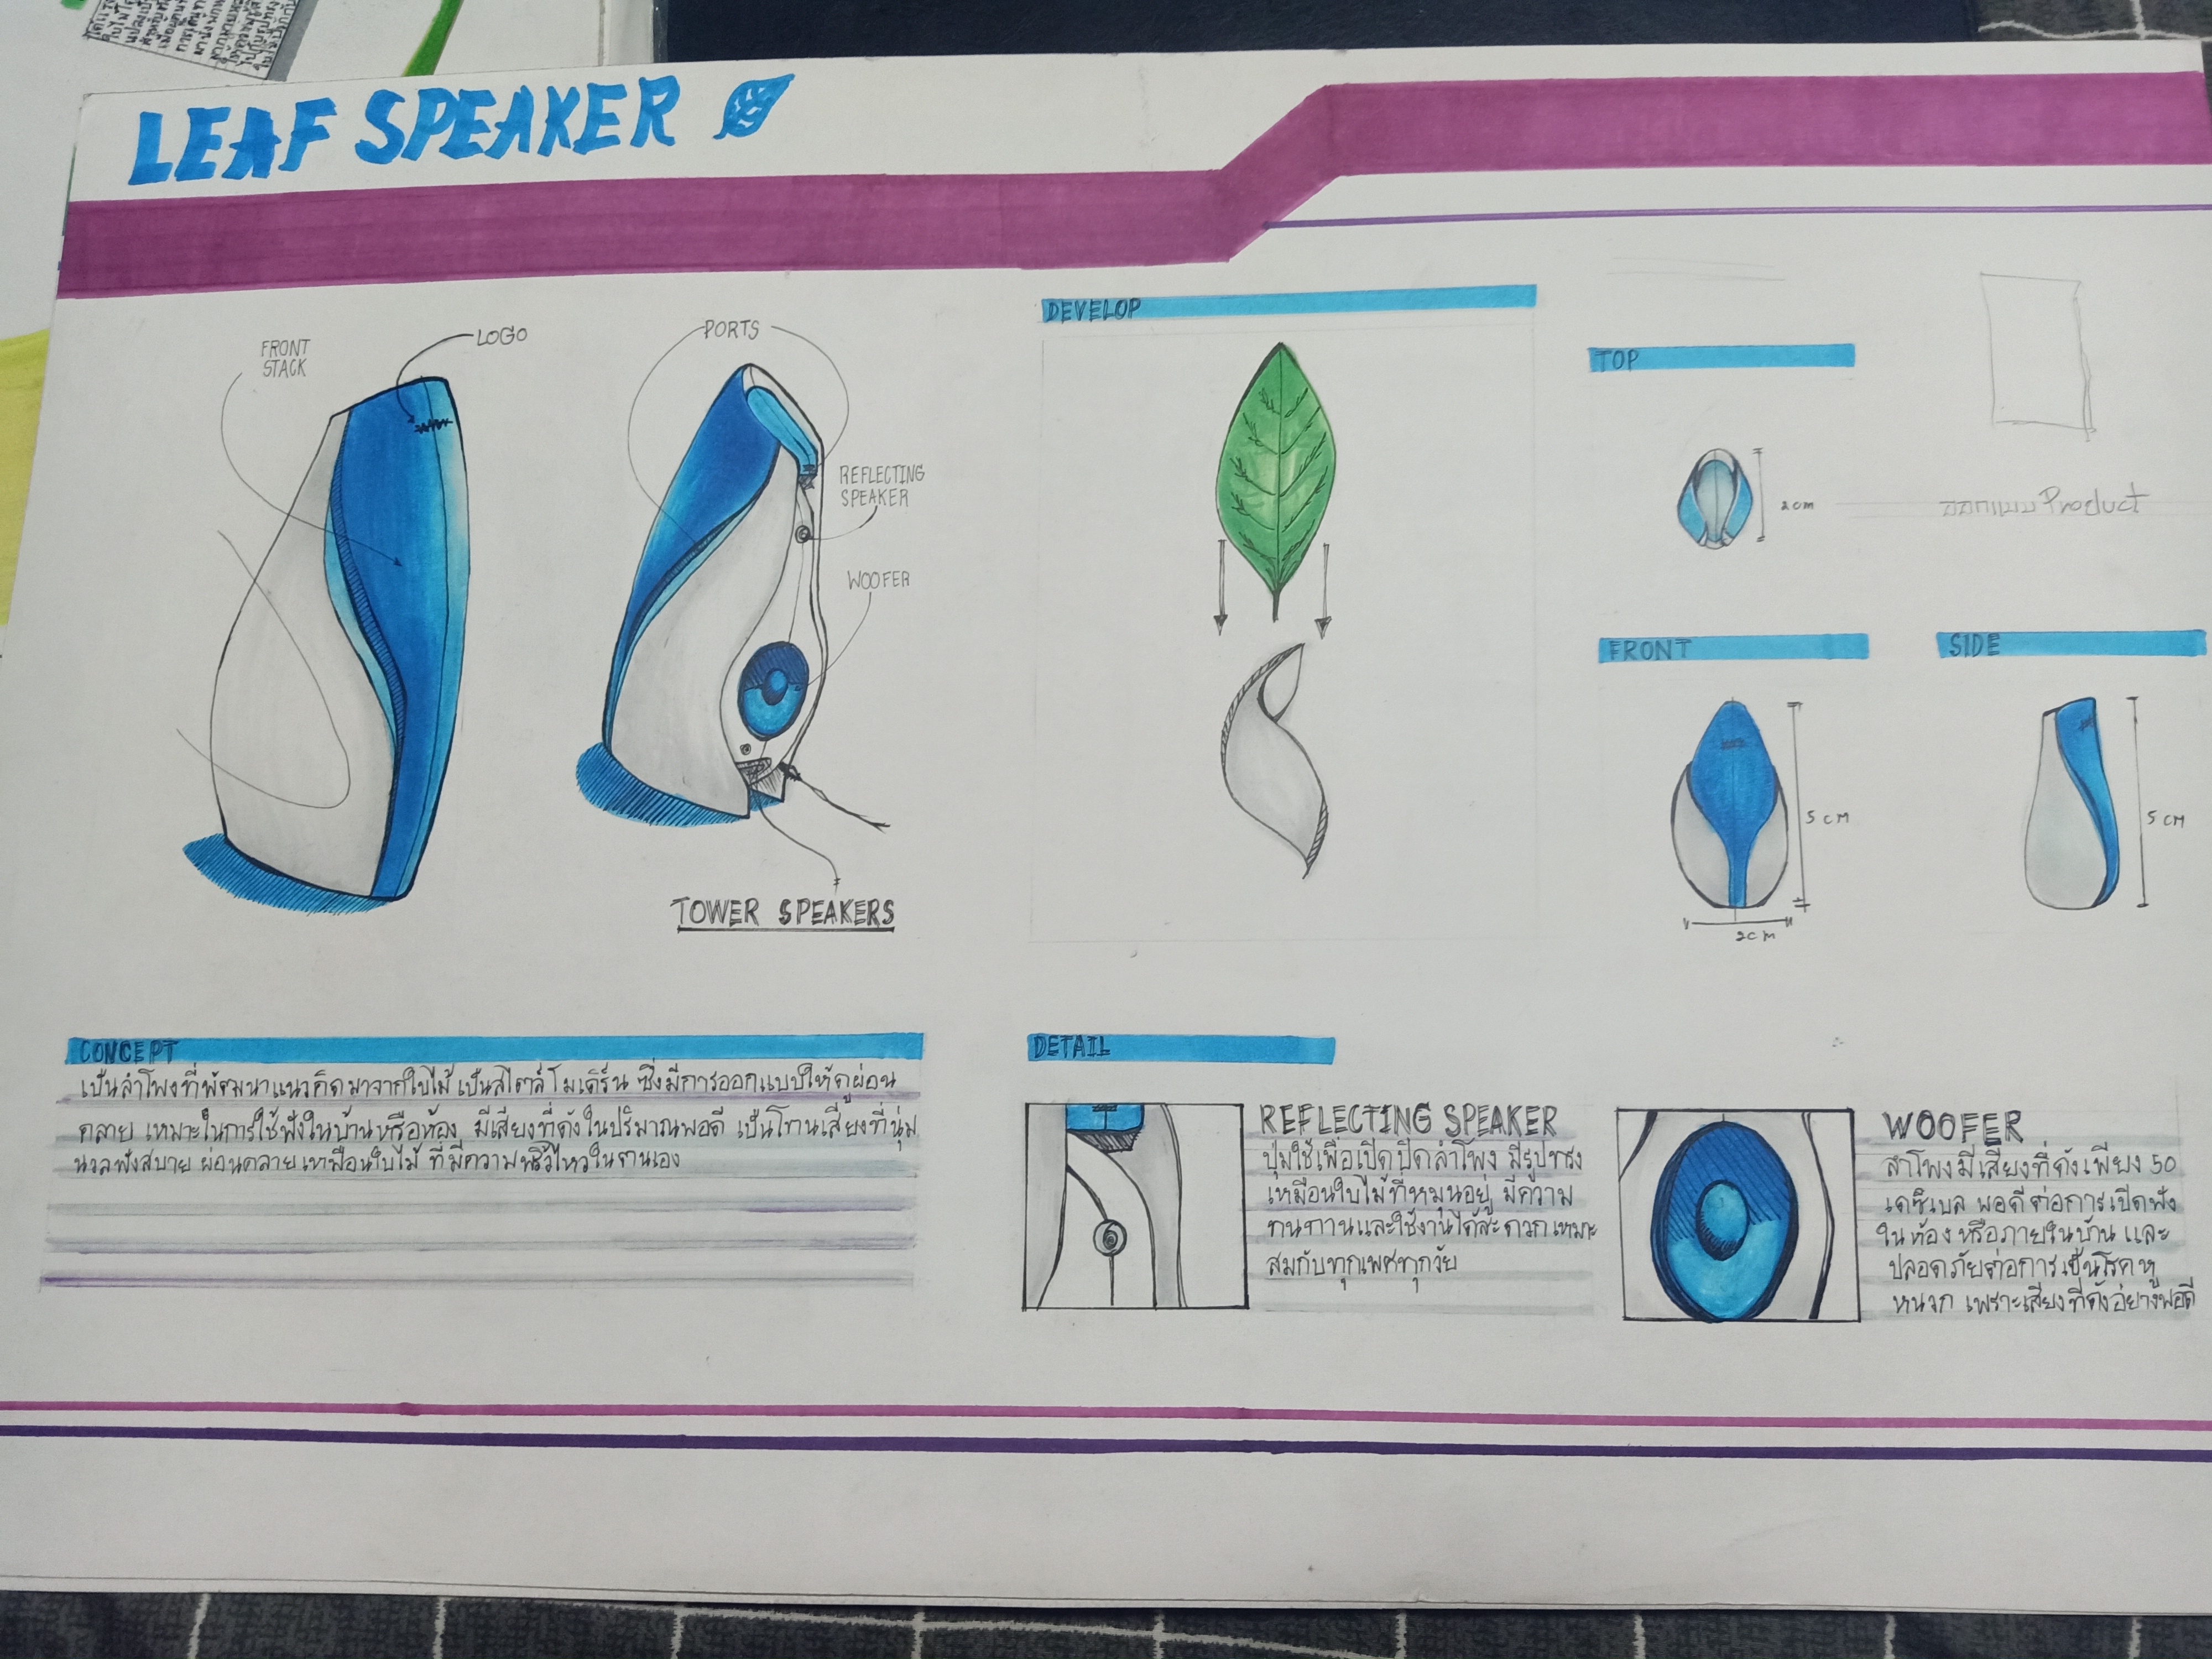 LEAF SPEAKER
FRONT
STACK
LOGO
PORTS
REFLECTING
SPEAKER
WOOFER
TOWER SPEAKERS
DEVELOP
TOP
2 cm
ออกแบบ Product
FRONT
5 CM
2cm
SIDE
5 CM
CONCEPT
เป็นลำโพงที่พัฒนาแนวคิดมาจากใบไม้ เป็นสไตล์โมเดิร์น ซึ่งมีการออกแบบให้ดูผ่อน
คลาย เหมาะในการใช้ฟังในบ้านหรือห้อง มีเสียงที่ดังในปริมาณพอดี เป็นโทนเสียงที่นุ่ม
นวลฟังสบาย ผ่อนคลายเหมือนใบไม้ ที่มีความพริ้วไหวในตนเอง
DETAIL
REFLECTING SPEAKER
ปุ่มใช้เพื่อเปิดปิดลำโพง มีรูปทรง
เหมือนใบไม้ที่หมุนอยู่ มีความ
ทนทานและใช้งานได้สะดวกเหมาะ
สมกับทุกเพศทุกวัย
WOOFER
ลำโพงมีเสียงที่ดังเพียง 50
เดซิเบล พอดีต่อการเปิดฟัง
ในห้องหรือภายในบ้าน และ
ปลอดภัยต่อการเป็นโรคหู
หนวก เพราะเสียงที่ดังอย่างพอดี